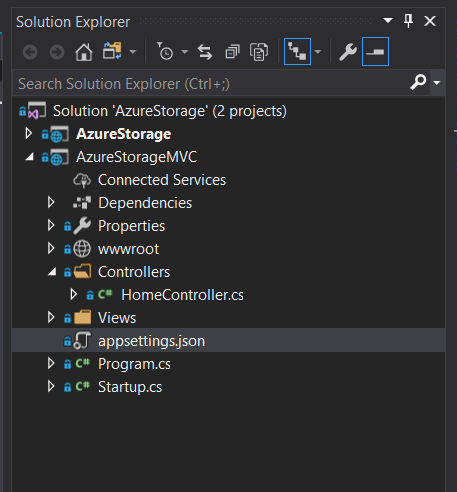 Solution Explorer
Search Solution Explorer (Ctrl+;)
Solution 'AzureStorage' (2 projects)
AzureStorage
AzureStorageMVC
Connected Services
Dependencies
Properties
wwwroot
Controllers
C# HomeController.cs
Views
appsettings.json
C# Program.cs
C# Startup.cs